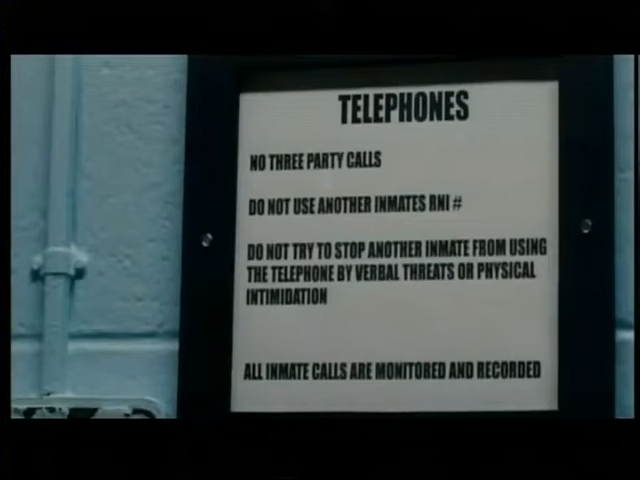 TELEPHONES
NO THREE PARTY CALLS
DO NOT USE ANOTHER INMATES RNI #
DO NOT TRY TO STOP ANOTHER INMATE FROM USING
THE TELEPHONE BY VERBAL THREATS OR PHYSICAL
INTIMIDATION
ALL INMATE CALLS ARE MONITORED AND RECORDED